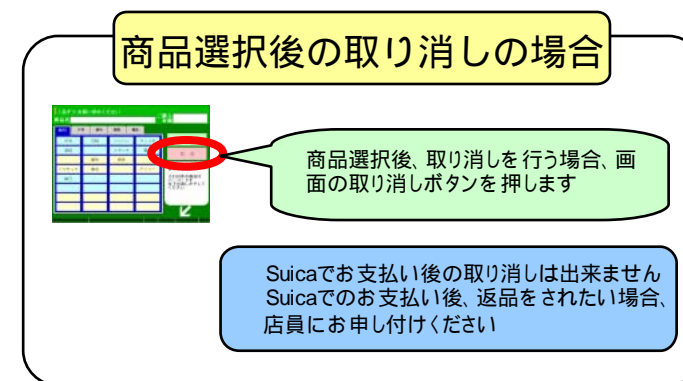 商品選択後の取り消しの場合
商品選択後、取り消しを行う場合、画
面の取り消しボタンを押します
Suicaでお支払い後の取り消しは出来ません
Suicaでのお支払い後、返品をされたい場合、
店員にお申し付けください